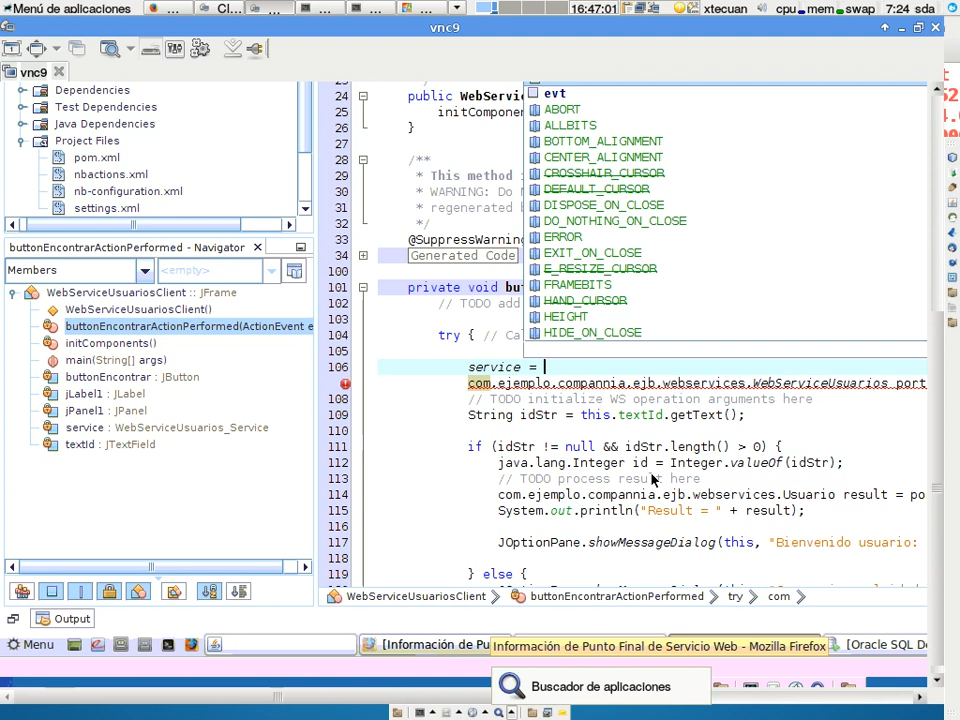 Menú de aplicaciones
...
Cl...
...
...
...
...
16:47:01
xtecuan
cpu
mem
swap
7:24 sda
vnc9
vnc9
Dependencies
Test Dependencies
Java Dependencies
Project Files
pom.xml
nbactions.xml
nb-configuration.xml
settings.xml
buttonEncontrarActionPerformed - Navigator
Members
<empty>
WebServiceUsuariosClient :: JFrame
WebServiceUsuariosClient()
buttonEncontrarActionPerformed(ActionEvent e
initComponents()
main(String[] args)
buttonEncontrar : JButton
jLabel1 : JLabel
jPanel1 : JPanel
service : WebServiceUsuarios_Service
textId : JTextField
Output
24 public WebServic
25 initCompone
26 }
27
28 /**
29 * This method i
30 * WARNING: Do N
31 * regenerated b
32 */
33 @SuppressWarnin
34 Generated Code
100
101 private void but
102 // TODO add
103
104 try { // Ca
105
106 service =
com.ejemplo.compannia.ejb.webservices.WebServiceUsuarios port
108 // TODO initialize WS operation arguments here
109 String idStr = this.textId.getText();
110
111 if (idStr != null && idStr.length() > 0) {
112 java.lang.Integer id = Integer.valueOf(idStr);
113 // TODO process result here
114 com.ejemplo.compannia.ejb.webservices.Usuario result = po
115 System.out.println("Result = " + result);
116
117 JOptionPane.showMessageDialog(this, "Bienvenido usuario:
118
119 } else {
evt
ABORT
ALLBITS
BOTTOM_ALIGNMENT
CENTER_ALIGNMENT
CROSSHAIR_CURSOR
DEFAULT_CURSOR
DISPOSE_ON_CLOSE
DO_NOTHING_ON_CLOSE
ERROR
EXIT_ON_CLOSE
E_RESIZE_CURSOR
FRAMEBITS
HAND_CURSOR
HEIGHT
HIDE_ON_CLOSE
WebServiceUsuariosClient
buttonEncontrarActionPerformed
try
com
Menu
[Información de Pu
Información de Punto Final de Servicio Web - Mozilla Firefox
[Oracle SQL De
Buscador de aplicaciones